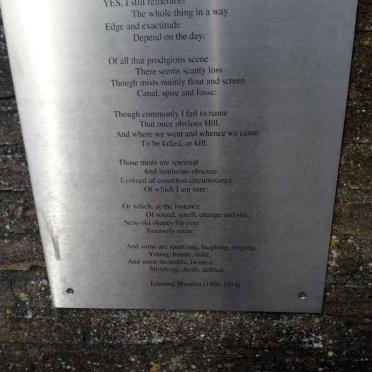 YES, I still remember
The whole thing in a way
Edge and exactitude
Depend on the day.
Of all that prodigious scene
There seems scanty loss
Though mists mainly float and screen
Canal, spire and fosse;
Though commonly I fail to name
That once obvious Hill,
And where we went and whence we came
To be killed, or kill.
Those mists are spiritual
And luminous-obscure,
Evolved of countless circumstance
Of which I am sure;
Of which, at the instance
Of sound, smell, change and stir,
New-old shapes for ever
Intensely recur.
And some are sparkling, laughing, singing,
Young, heroic, mild;
And some incurable, twisted,
Shrieking, dumb, defiled.
Edmund Blunden (1896-1974)